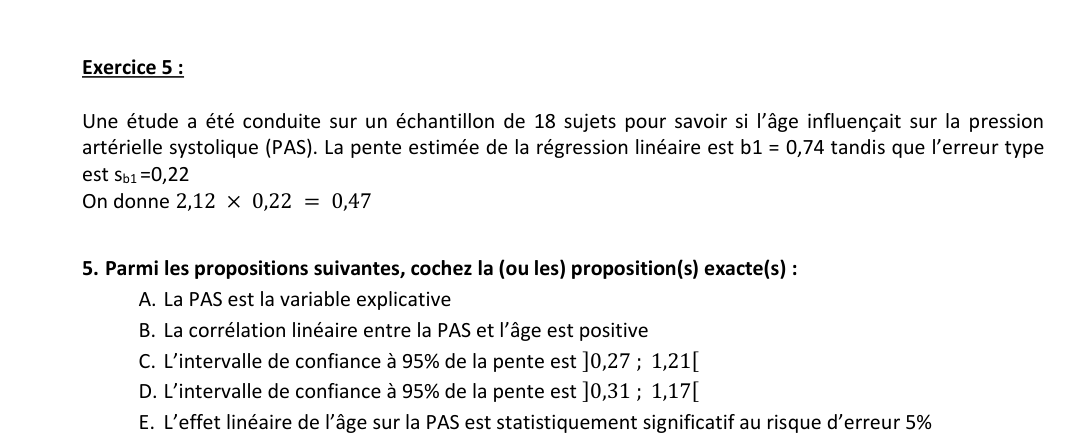 Exercice 5 :
Une étude a été conduite sur un échantillon de 18 sujets pour savoir si l’âge influençait sur la pression
artérielle systolique (PAS). La pente estimée de la régression linéaire est b1 = 0,74 tandis que l’erreur type
est sb1 =0,22
On donne 2,12 × 0,22 = 0,47
5. Parmi les propositions suivantes, cochez la (ou les) proposition(s) exacte(s) :
A. La PAS est la variable explicative
B. La corrélation linéaire entre la PAS et l’âge est positive
C. L’intervalle de confiance à 95% de la pente est ]0,27 ; 1,21[
D. L’intervalle de confiance à 95% de la pente est ]0,31 ; 1,17[
E. L’effet linéaire de l’âge sur la PAS est statistiquement significatif au risque d’erreur 5%